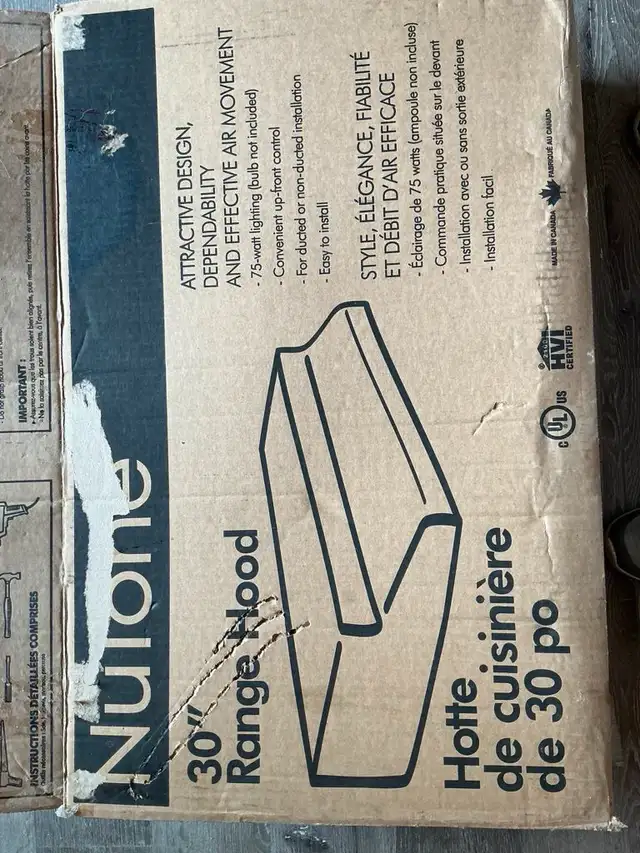 NuTone
30″
Range Hood
Hotte
de cuisinière
de 30 po
ATTRACTIVE DESIGN,
DEPENDABILITY
AND EFFECTIVE AIR MOVEMENT
- 75-watt lighting (bulb not included)
- Convenient up-front control
- For ducted or non-ducted installation
- Easy to install
STYLE, ÉLÉGANCE, FIABILITÉ
ET DÉBIT D'AIR EFFICACE
- Éclairage de 75 watts (ampoule non incluse)
- Commande pratique située sur le devant
- Installation avec ou sans sortie extérieure
- Installation facil
C UL US
HVI
CERTIFIED
MADE IN CANADA FABRIQUÉ AU CANADA
INSTRUCTIONS DÉTAILLÉES COMPRISES
IMPORTANT :